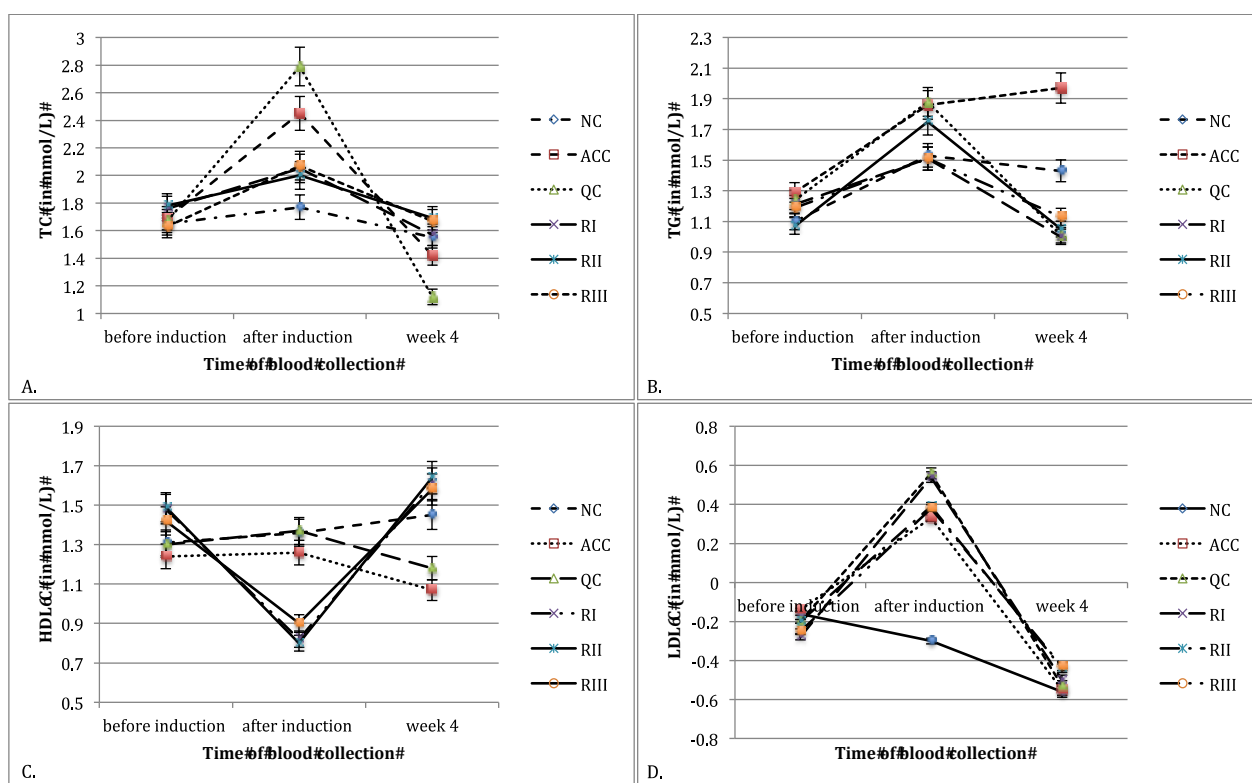 TC#(in#mmol/L)#
3
2.8
2.6
2.4
2.2
2
1.8
1.6
1.4
1.2
1
before induction after induction week 4
Time#of#blood#collection#
NC
ACC
QC
RI
RII
RIII
A.
TG#(in#mmol/L)#
2.3
2.1
1.9
1.7
1.5
1.3
1.1
0.9
0.7
0.5
before induction after induction week 4
Time#of#blood#collection#
NC
ACC
QC
RI
RII
RIII
B.
HDL6C#(in#mmol/L)#
1.9
1.7
1.5
1.3
1.1
0.9
0.7
0.5
before induction after induction week 4
Time#of#blood#collection#
NC
ACC
QC
RI
RII
RIII
C.
LDL6C#(in#mmol/L)#
0.8
0.6
0.4
0.2
0
-0.2
-0.4
-0.6
-0.8
before induction after induction week 4
Time#of#blood#collection#
NC
ACC
QC
RI
RII
RIII
D.